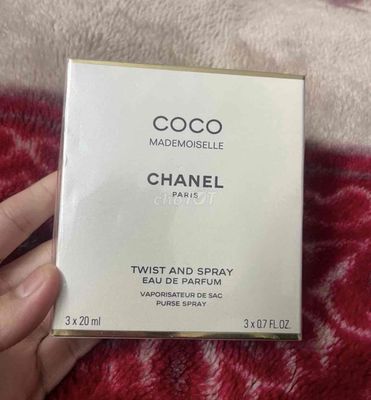 COCO
MADEMOISELLE
CHANEL
PARIS
chợTỐT
TWIST AND SPRAY
EAU DE PARFUM
VAPORISATEUR DE SAC
PURSE SPRAY
3 x 20 ml
3 x 0.7 FL.OZ.